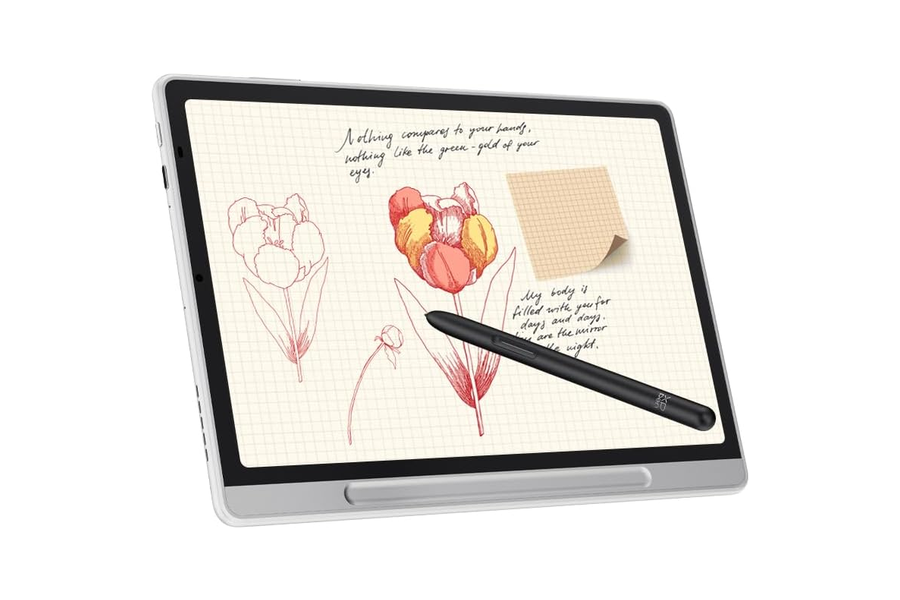 Nothing compares to your hands,
nothing like the green-gold of your
eyes.
My body is
filled with you for
days and days.
are the mirror
the night.